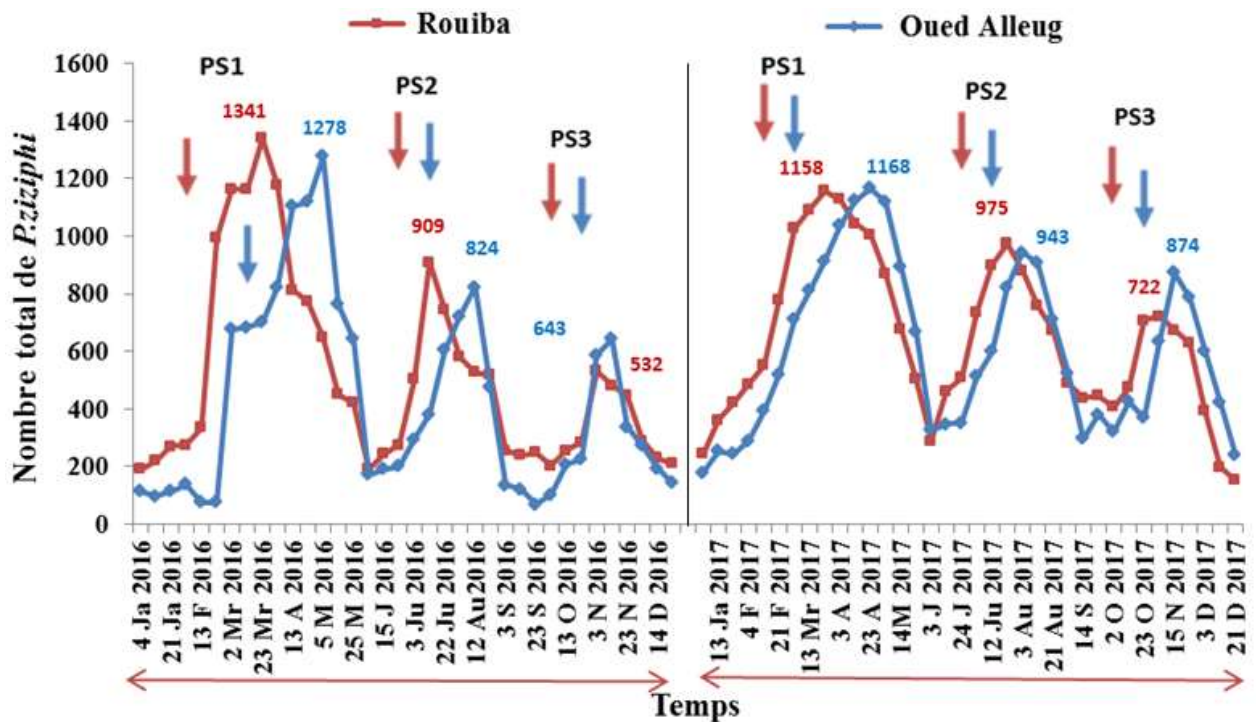 Rouiba
Oued Alleug
Nombre total de P.ziziphi
1600
1400
1200
1000
800
600
400
200
0
PS1
1341
1278
PS2
909
824
PS3
643
532
PS1
1158
1168
PS2
975
943
PS3
722
874
4 Ja 2016
21 Ja 2016
13 F 2016
2 Mr 2016
23 Mr 2016
13 A 2016
5 M 2016
25 M 2016
15 J 2016
3 Ju 2016
22 Ju 2016
12 Au2016
3 S 2016
23 S 2016
13 O 2016
3 N 2016
23 N 2016
14 D 2016
13 Ja 2017
4 F 2017
21 F 2017
13 Mr 2017
3 A 2017
23 A 2017
14M 2017
3 J 2017
24 J 2017
12 Ju 2017
3 Au 2017
21 Au 2017
14 S 2017
2 O 2017
23 O 2017
15 N 2017
3 D 2017
21 D 2017
Temps